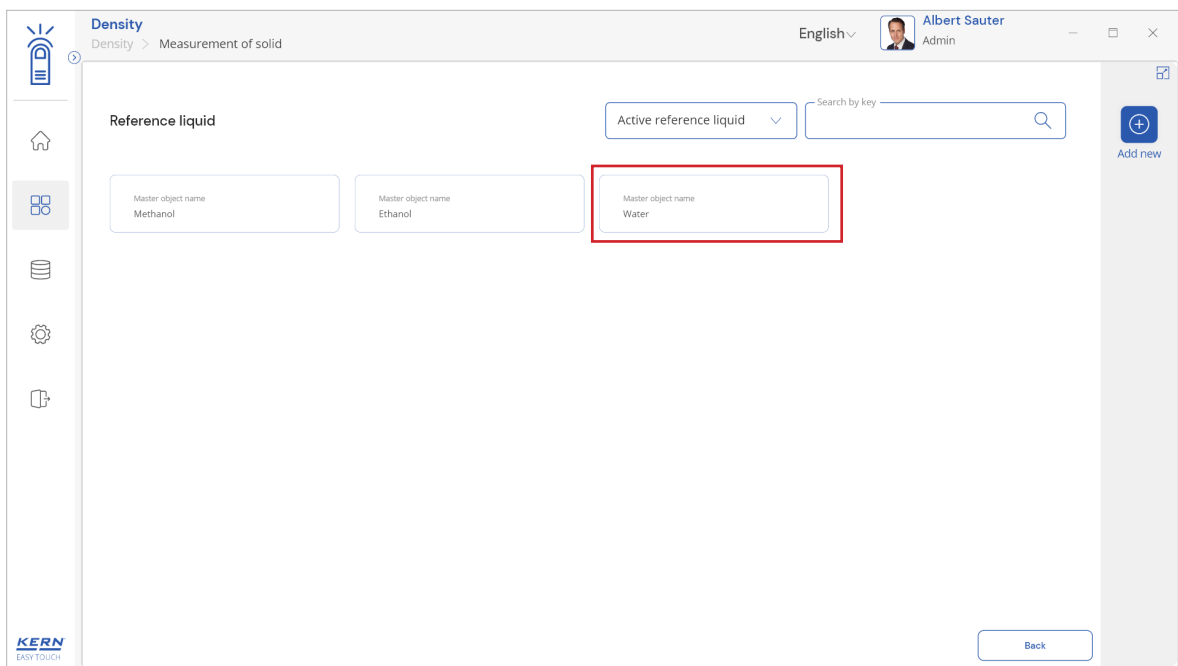 Density
Density > Measurement of solid
English
Albert Sauter
Admin
Reference liquid
Active reference liquid
Search by key
Add new
Master object name
Methanol
Master object name
Ethanol
Master object name
Water
Back
KERN
EASY TOUCH